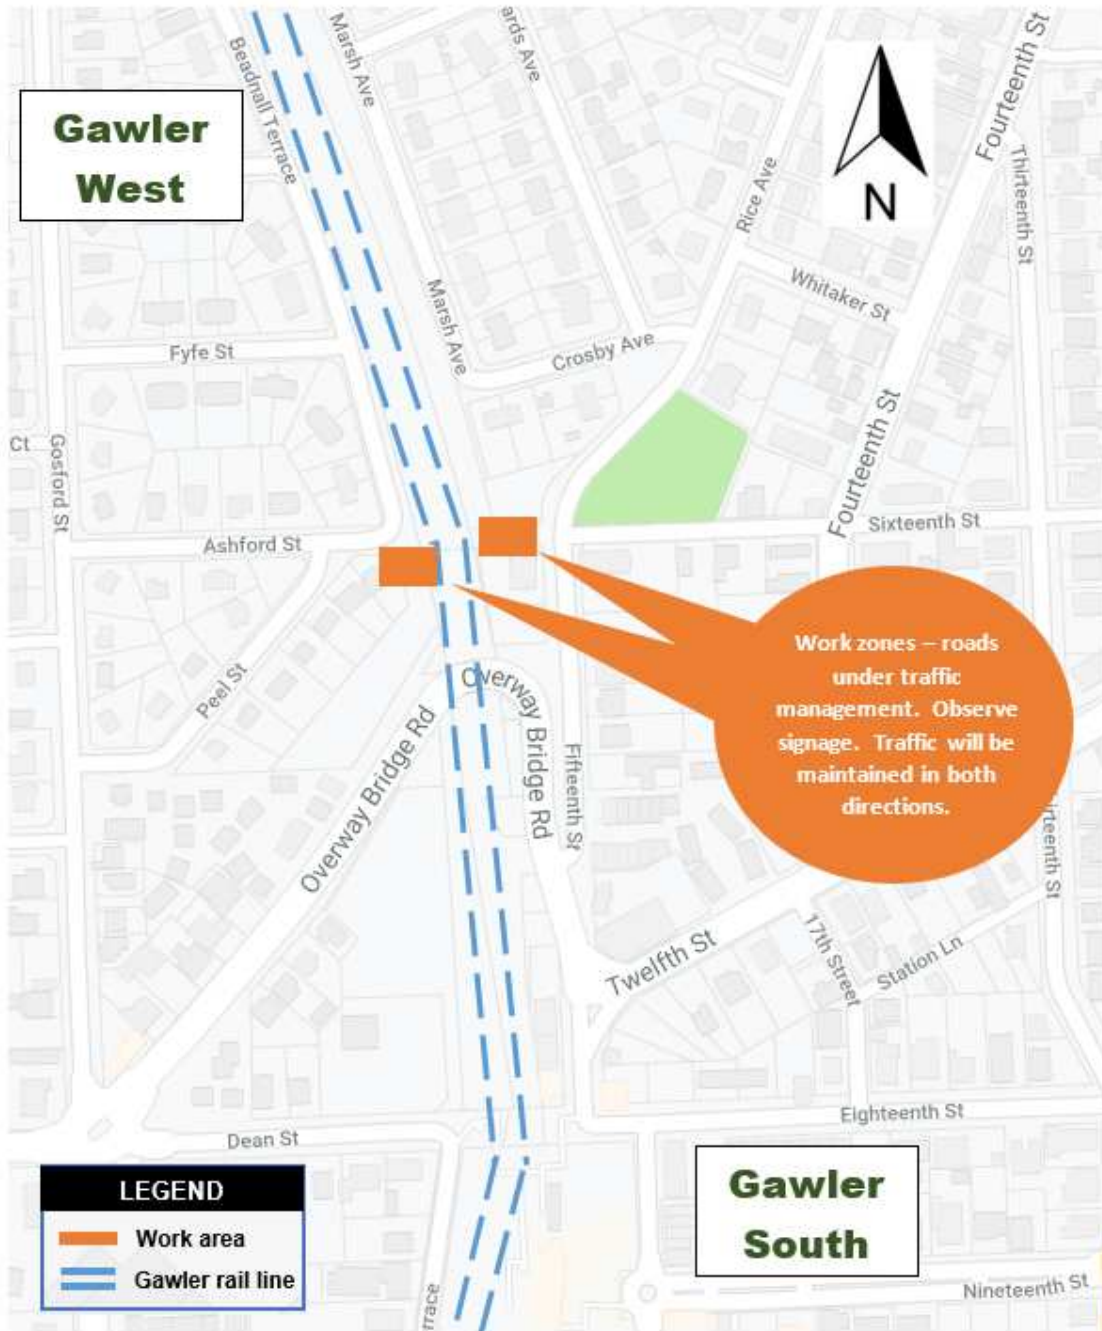 Beadnall Terrace
Marsh Ave
ards Ave
Fourteenth St
Gawler
West
N
Thirteenth St
Rice Ave
Whitaker St
Marsh Ave
Fyfe St
Crosby Ave
Ct
Gosford St
Fourteenth St
Sixteenth St
Ashford St
Work zones – roads
under traffic
management. Observe
signage. Traffic will be
maintained in both
directions.
Peel St
Overway Bridge Rd
Overway Bridge Rd
Fifteenth St
irteenth St
Twelfth St
17th Street
Station Ln
Eighteenth St
Dean St
LEGEND
Work area
Gawler rail line
Gawler
South
Nineteenth St
rrace